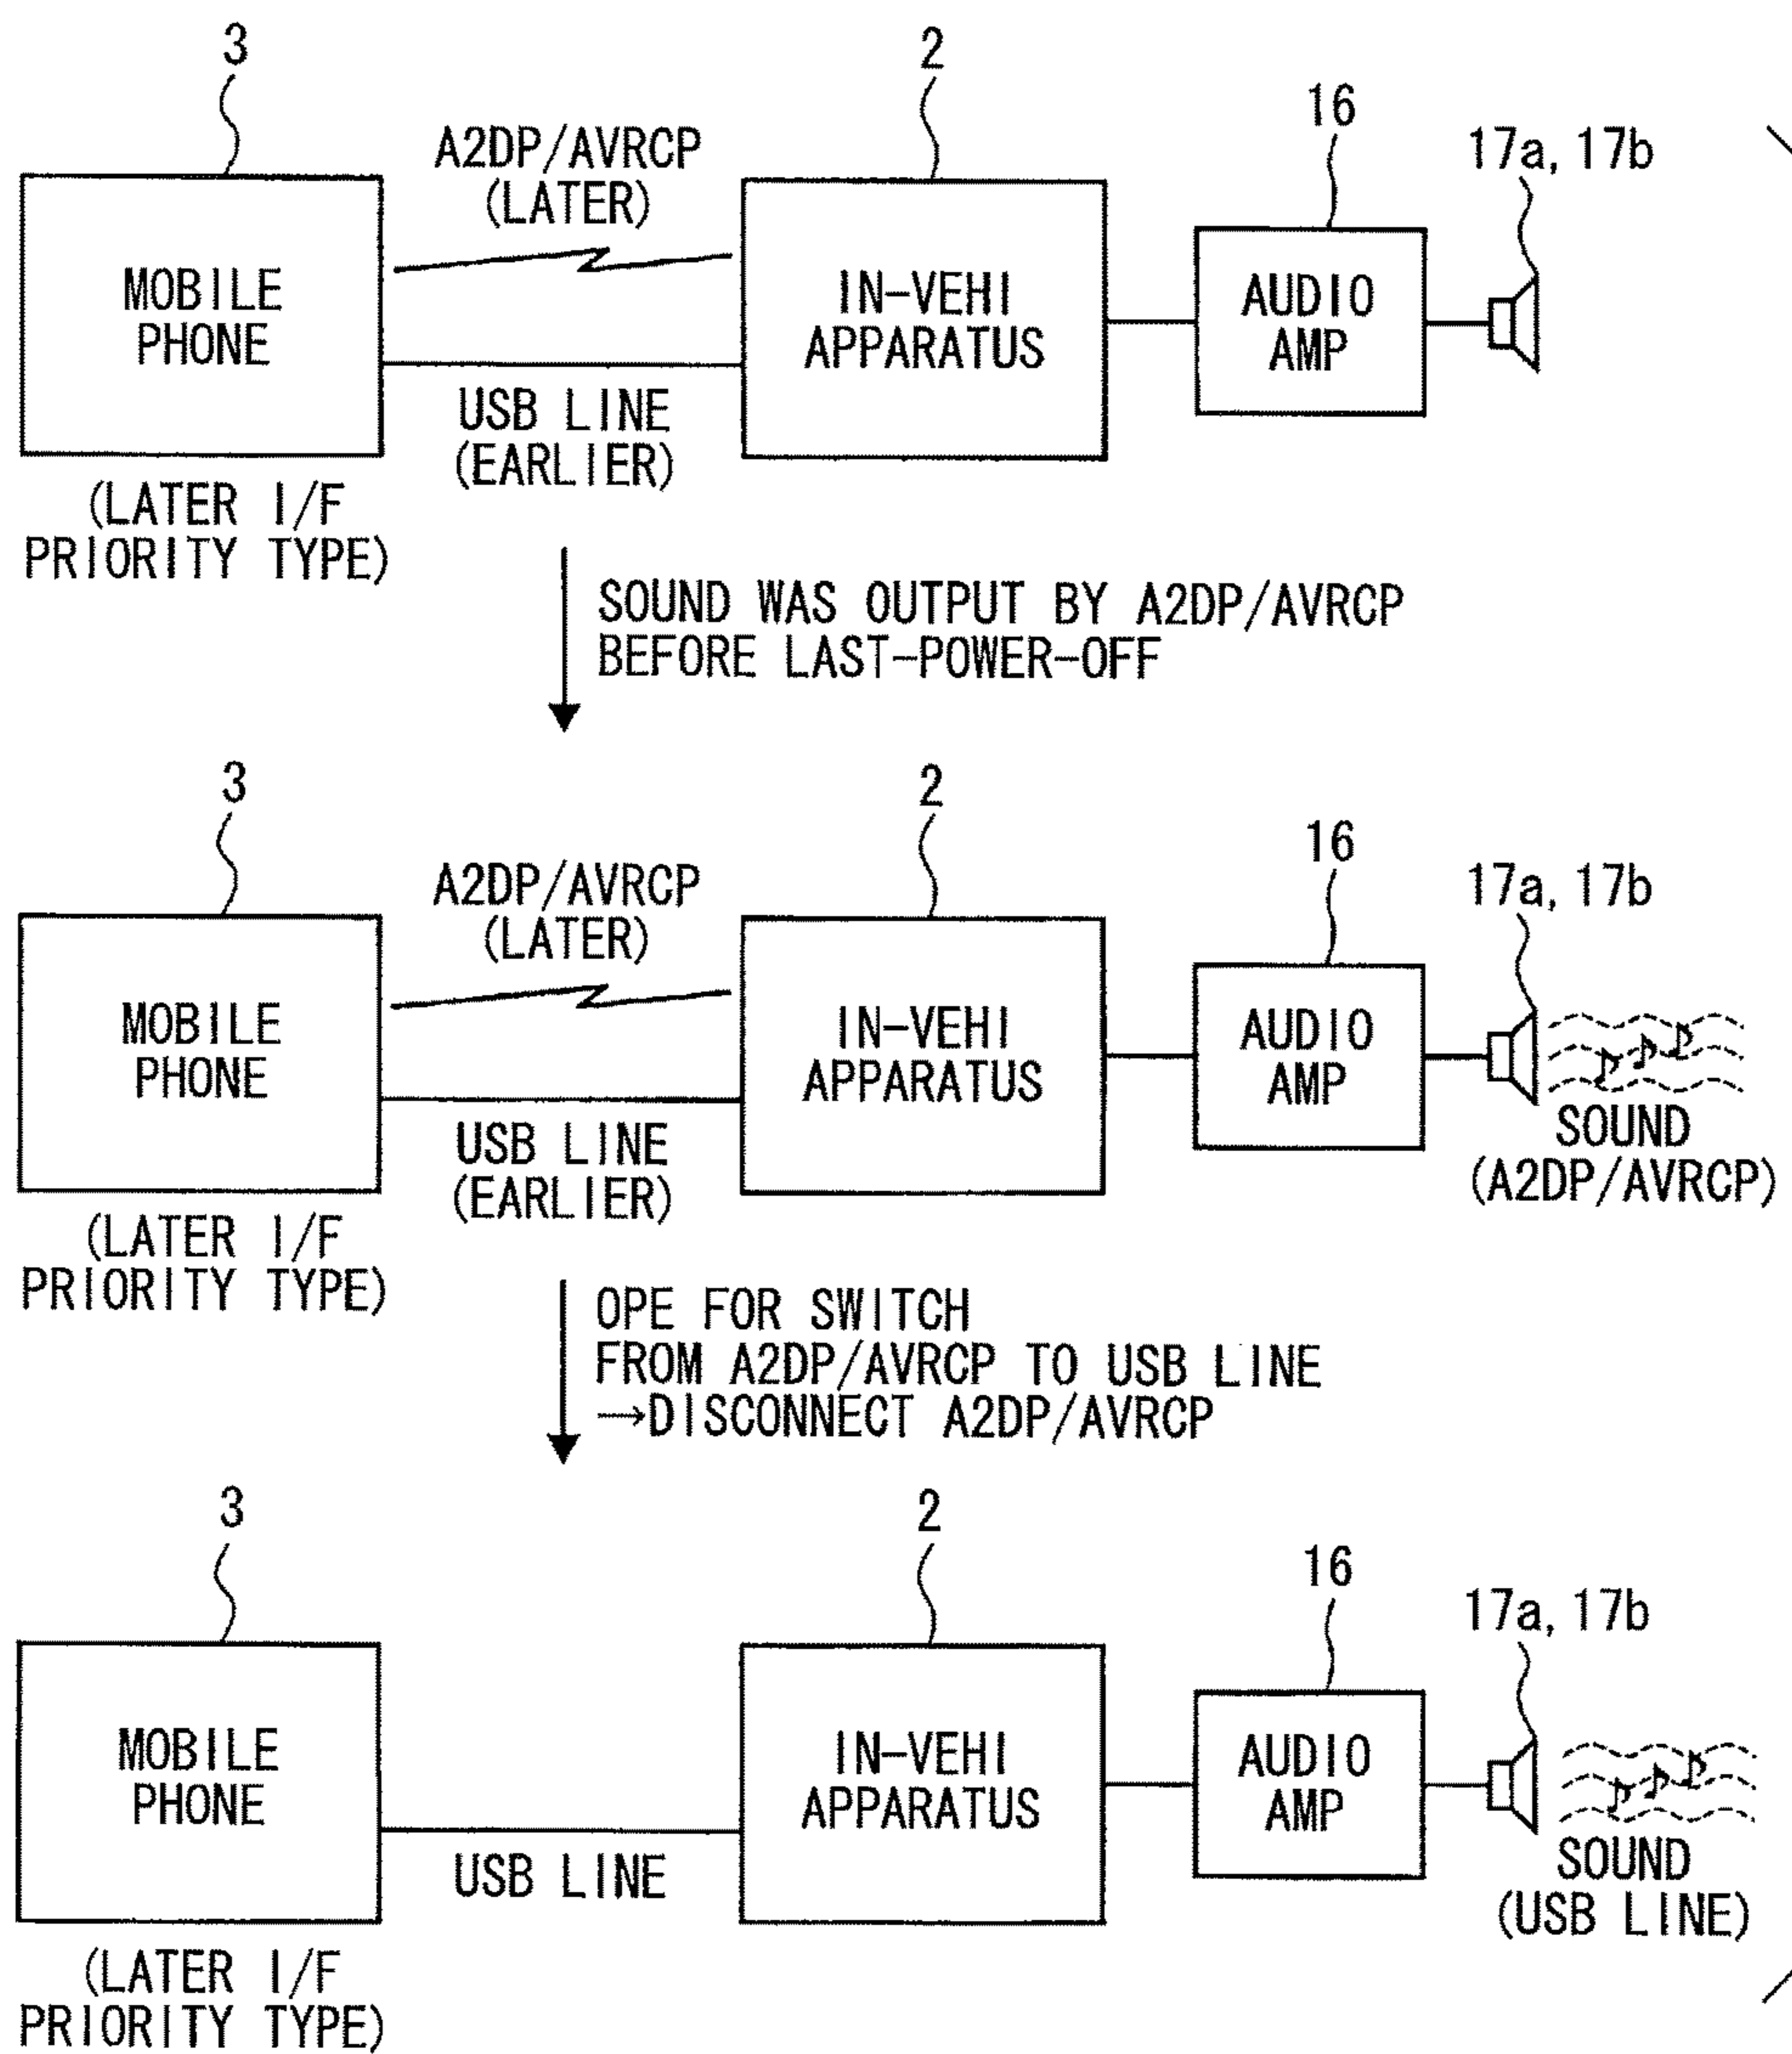 3
2
16
17a, 17b
A2DP/AVRCP
(LATER)
MOBILE
PHONE
IN-VEHI
APPARATUS
AUDIO
AMP
USB LINE
(EARLIER)
(LATER I/F
PRIORITY TYPE)
SOUND WAS OUTPUT BY A2DP/AVRCP
BEFORE LAST-POWER-OFF
3
2
16
17a, 17b
A2DP/AVRCP
(LATER)
MOBILE
PHONE
IN-VEHI
APPARATUS
AUDIO
AMP
SOUND
(A2DP/AVRCP)
USB LINE
(EARLIER)
(LATER I/F
PRIORITY TYPE)
OPE FOR SWITCH
FROM A2DP/AVRCP TO USB LINE
→DISCONNECT A2DP/AVRCP
3
2
16
17a, 17b
MOBILE
PHONE
IN-VEHI
APPARATUS
AUDIO
AMP
USB LINE
SOUND
(USB LINE)
(LATER I/F
PRIORITY TYPE)